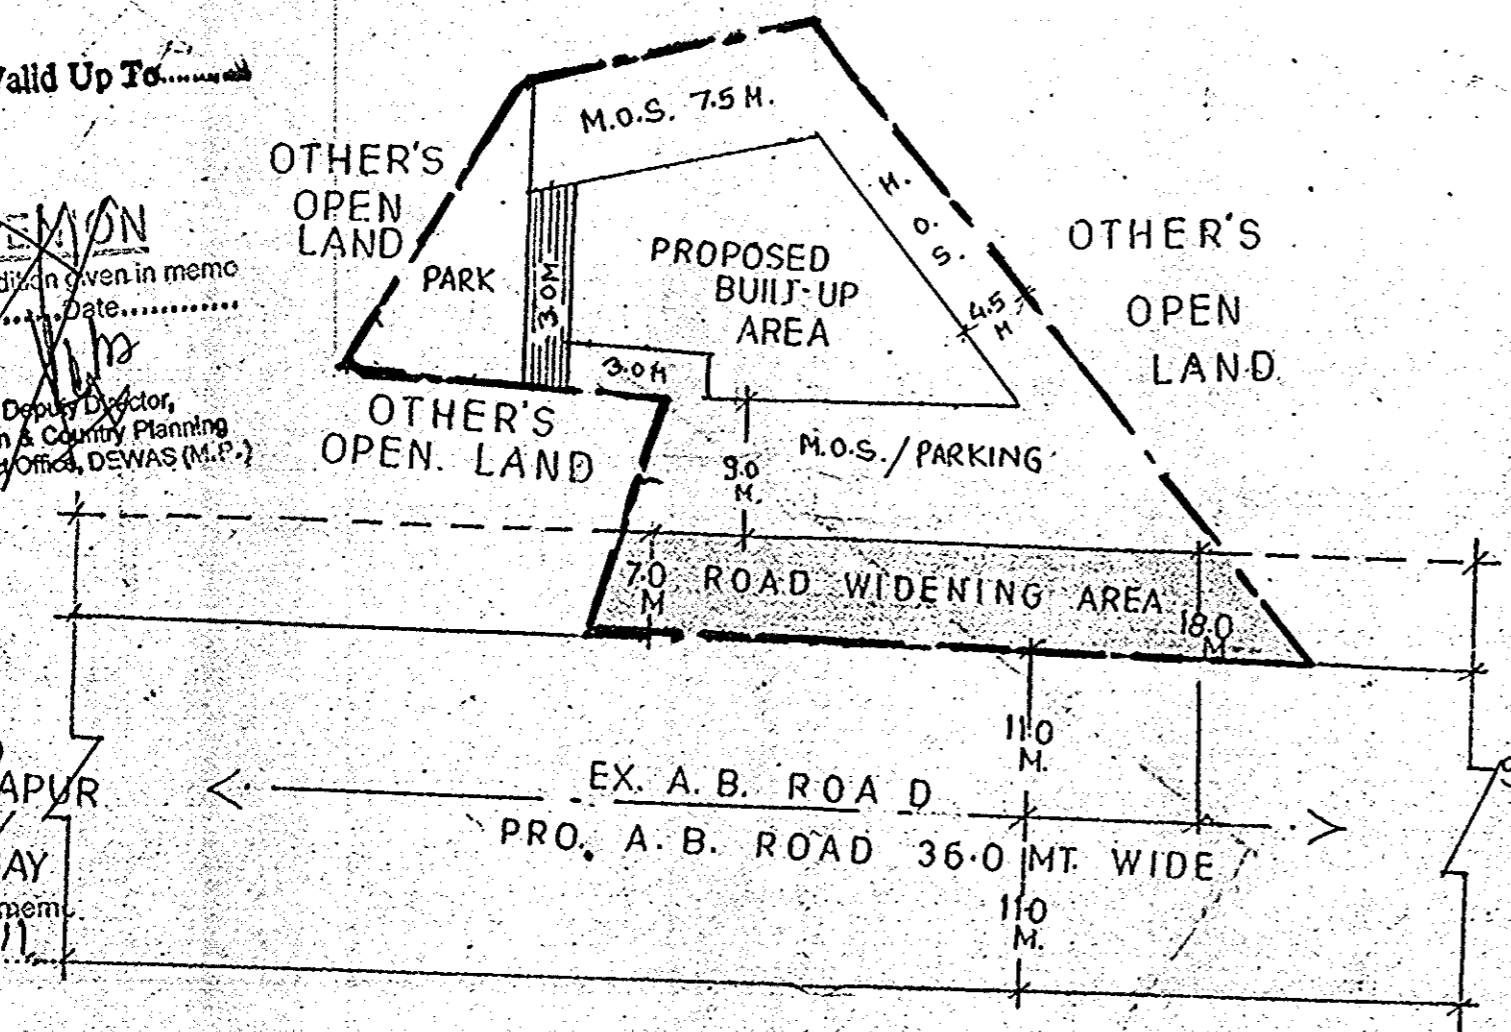 Valid Up To........
M.O.S. 7.5 M.
OTHER'S
OPEN
LAND
PARK
3.0M
PROPOSED
BUILT-UP
AREA
M.
O.
S.
4.5
M
OTHER'S
OPEN
LAND
given in memo
Date............
Deputy Director,
& Country Planning
Office, DEWAS (M.P.)
3.0M
OTHER'S
OPEN. LAND
9.0
M.
M.O.S./PARKING
7.0
M
ROAD WIDENING AREA
18.0
M
11.0
M.
APUR
EX. A.B. ROAD
PRO. A.B. ROAD 36.0 MT. WIDE
AY
11.0
M.